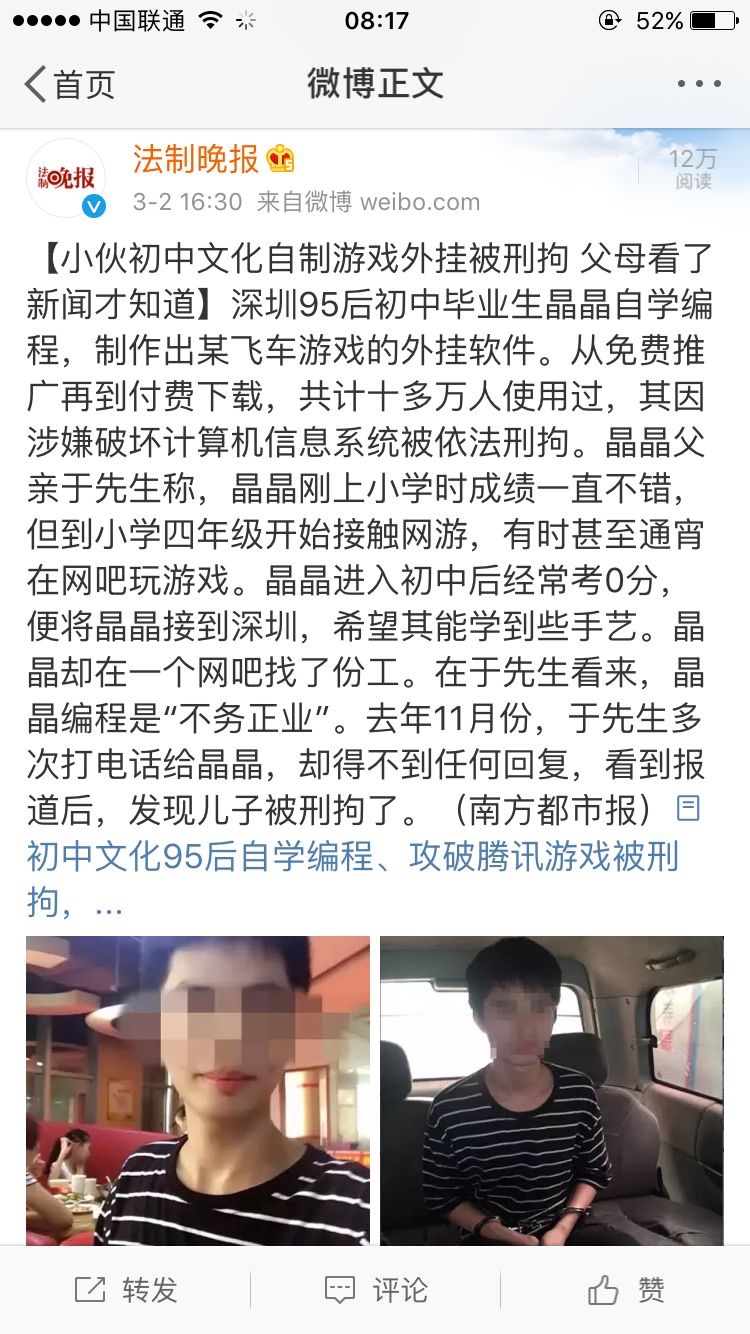 中国联通 08:17 52%
首页 微博正文
法制晚报
法制晚报
12万
阅读
3-2 16:30 来自微博 weibo.com
【小伙初中文化自制游戏外挂被刑拘 父母看了
新闻才知道】深圳95后初中毕业生晶晶自学编
程，制作出某飞车游戏的外挂软件。从免费推
广再到付费下载，共计十多万人使用过，其因
涉嫌破坏计算机信息系统被依法刑拘。晶晶父
亲于先生称，晶晶刚上小学时成绩一直不错，
但到小学四年级开始接触网游，有时甚至通宵
在网吧玩游戏。晶晶进入初中后经常考0分，
便将晶晶接到深圳，希望其能学到些手艺。晶
晶却在一个网吧找了份工。在于先生看来，晶
晶编程是“不务正业”。去年11月份，于先生多
次打电话给晶晶，却得不到任何回复，看到报
道后，发现儿子被刑拘了。（南方都市报）
初中文化95后自学编程、攻破腾讯游戏被刑
拘，...
转发 评论 赞